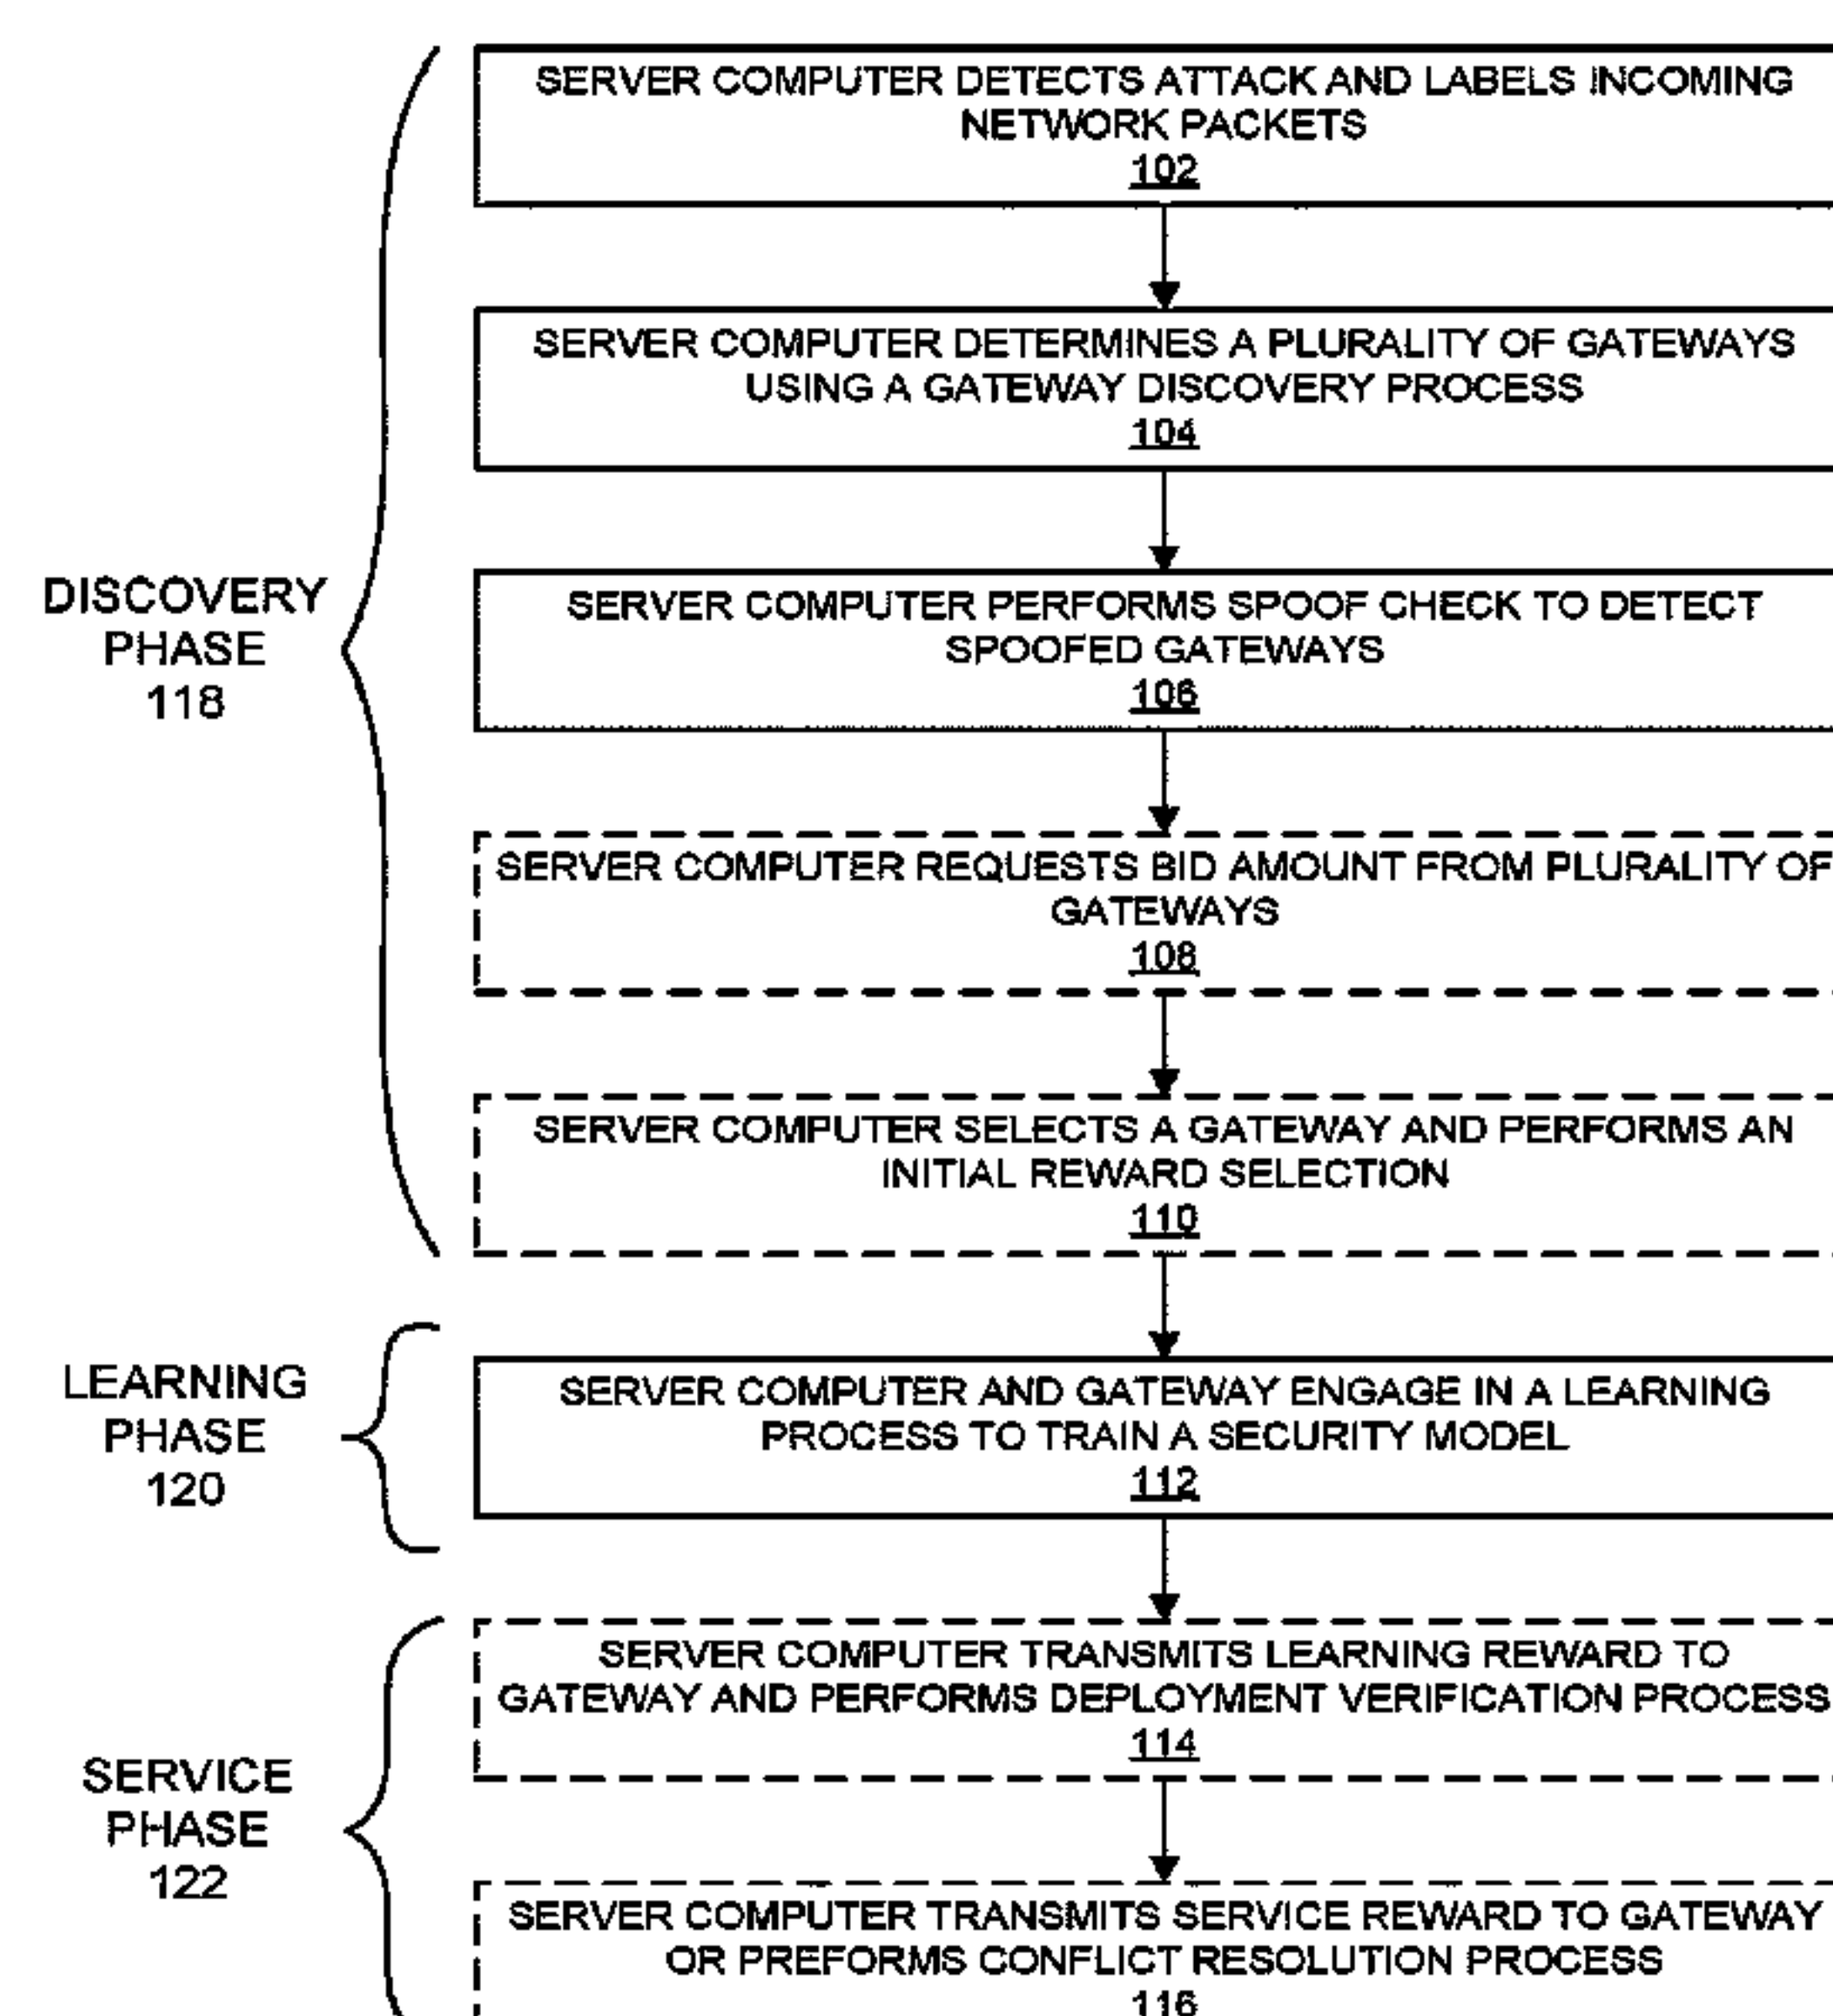 SERVER COMPUTER DETECTS ATTACK AND LABELS INCOMING
NETWORK PACKETS
102
SERVER COMPUTER DETERMINES A PLURALITY OF GATEWAYS
USING A GATEWAY DISCOVERY PROCESS
104
DISCOVERY
PHASE
118
SERVER COMPUTER PERFORMS SPOOF CHECK TO DETECT
SPOOFED GATEWAYS
106
SERVER COMPUTER REQUESTS BID AMOUNT FROM PLURALITY OF
GATEWAYS
108
SERVER COMPUTER SELECTS A GATEWAY AND PERFORMS AN
INITIAL REWARD SELECTION
110
LEARNING
PHASE
120
SERVER COMPUTER AND GATEWAY ENGAGE IN A LEARNING
PROCESS TO TRAIN A SECURITY MODEL
112
SERVER COMPUTER TRANSMITS LEARNING REWARD TO
GATEWAY AND PERFORMS DEPLOYMENT VERIFICATION PROCESS
114
SERVICE
PHASE
122
SERVER COMPUTER TRANSMITS SERVICE REWARD TO GATEWAY
OR PREFORMS CONFLICT RESOLUTION PROCESS
116